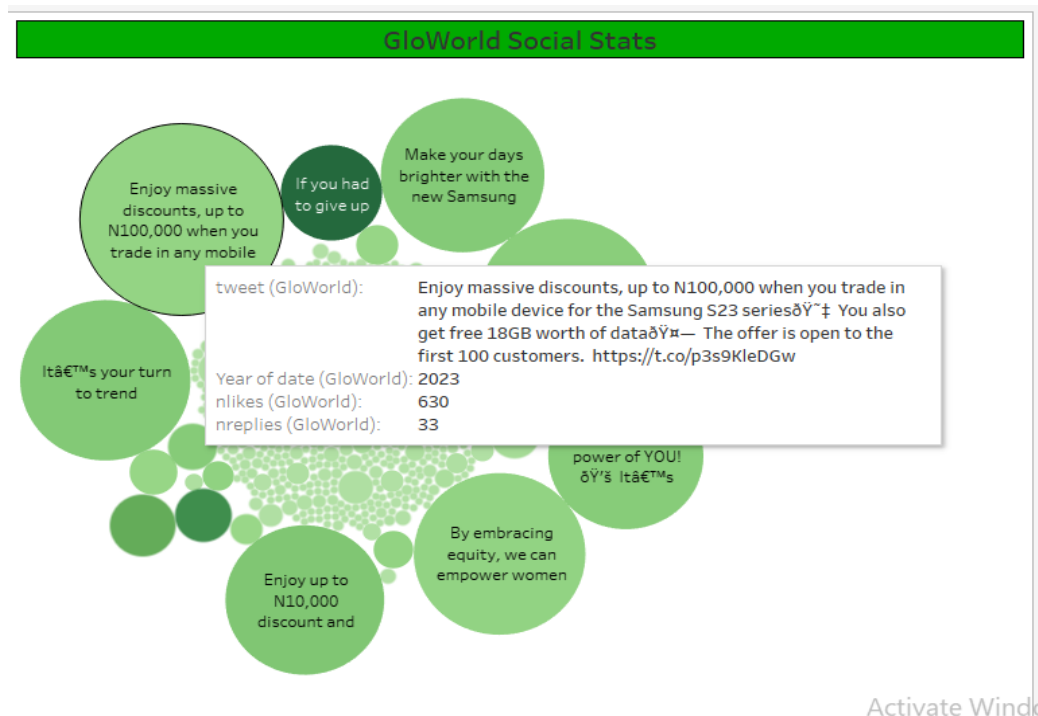 GloWorld Social Stats
Make your days
brighter with the
new Samsung
If you had
to give up
Enjoy massive
discounts, up to
N100,000 when you
trade in any mobile
tweet (GloWorld): Enjoy massive discounts, up to N100,000 when you trade in
any mobile device for the Samsung S23 seriesðŸ˜‡ You also
get free 18GB worth of dataðŸ¤— The offer is open to the
first 100 customers. https://t.co/p3s9KleDGw
Year of date (GloWorld): 2023
nlikes (GloWorld): 630
nreplies (GloWorld): 33
Itâ€™s your turn
to trend
power of YOU!
ðŸ’š Itâ€™s
By embracing
equity, we can
empower women
Enjoy up to
N10,000
discount and
Activate Windo